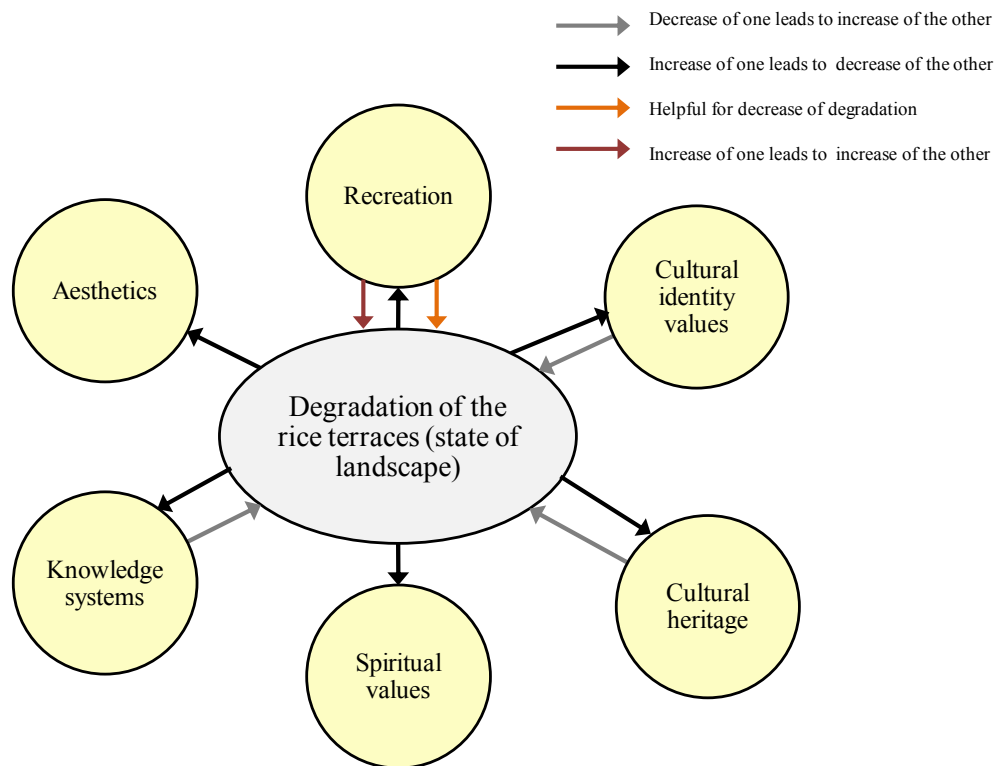 Decrease of one leads to increase of the other
Increase of one leads to decrease of the other
Helpful for decrease of degradation
Increase of one leads to increase of the other
Recreation
Aesthetics
Cultural
identity
values
Degradation of the
rice terraces (state of
landscape)
Knowledge
systems
Cultural
heritage
Spiritual
values